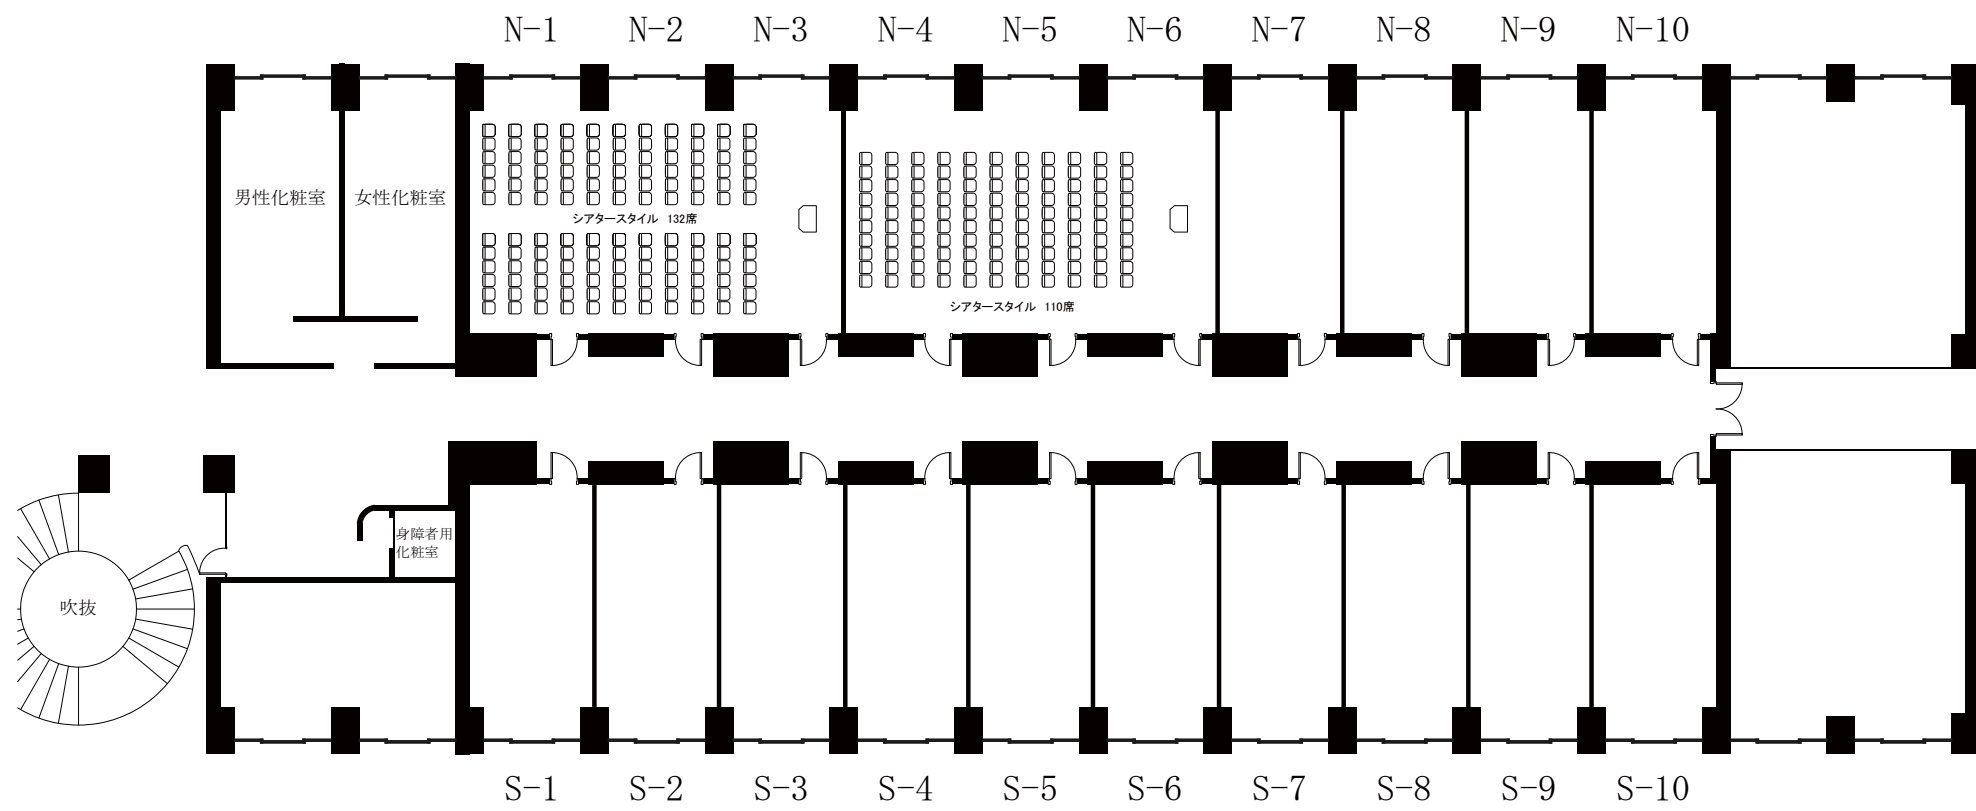 N-1 N-2 N-3 N-4 N-5 N-6 N-7 N-8 N-9 N-10
男性化粧室
女性化粧室
シアタースタイル 132席
シアタースタイル 110席
身障者用
化粧室
吹抜
S-1 S-2 S-3 S-4 S-5 S-6 S-7 S-8 S-9 S-10